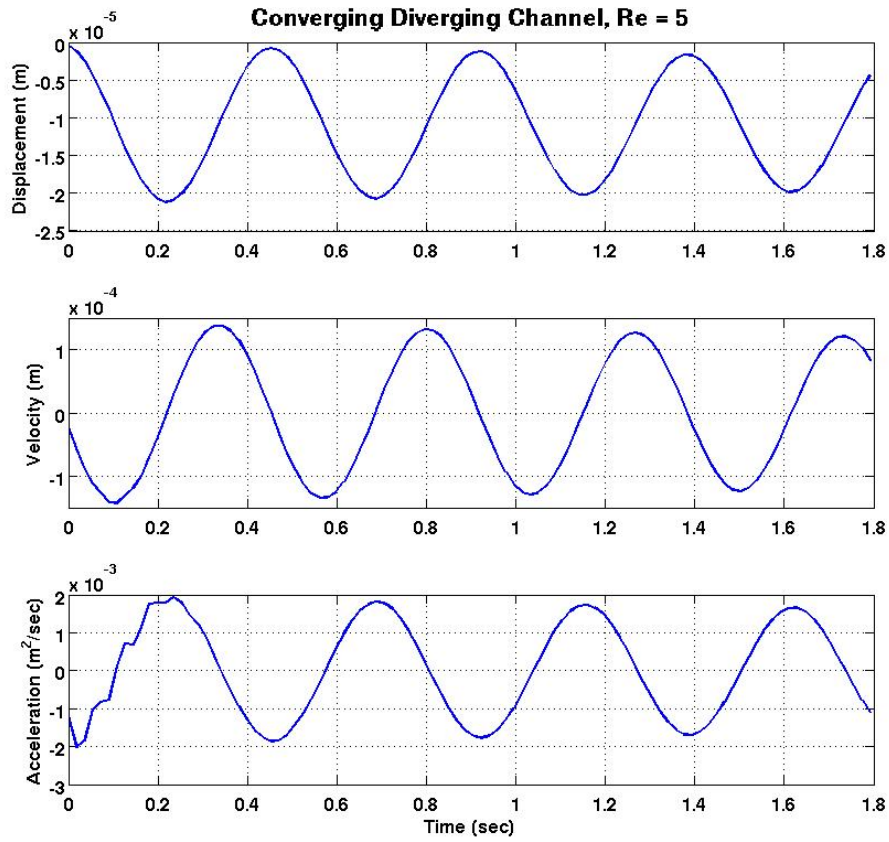 Converging Diverging Channel, Re = 5
x 10^-5
Displacement (m)
0
-0.5
-1
-1.5
-2
-2.5
0 0.2 0.4 0.6 0.8 1 1.2 1.4 1.6 1.8
x 10^-4
Velocity (m)
1
0
-1
0 0.2 0.4 0.6 0.8 1 1.2 1.4 1.6 1.8
x 10^-3
Acceleration (m^2/sec)
2
1
0
-1
-2
-3
0 0.2 0.4 0.6 0.8 1 1.2 1.4 1.6 1.8
Time (sec)